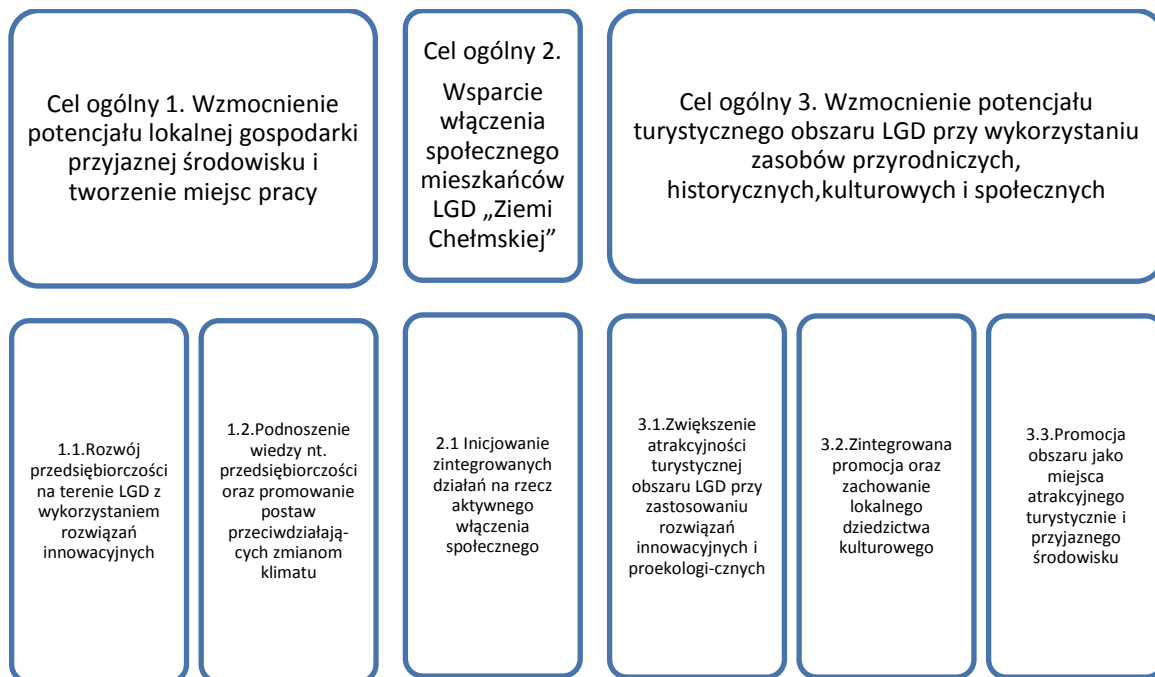 Cel ogólny 1. Wzmocnienie
potencjału lokalnej gospodarki
przyjaznej środowisku i
tworzenie miejsc pracy
Cel ogólny 2.
Wsparcie
włączenia
społecznego
mieszkańców
LGD „Ziemi
Chełmskiej”
Cel ogólny 3. Wzmocnienie potencjału
turystycznego obszaru LGD przy wykorzystaniu
zasobów przyrodniczych,
historycznych,kulturowych i społecznych
1.1.Rozwój
przedsiębiorczości
na terenie LGD z
wykorzystaniem
rozwiązań
innowacyjnych
1.2.Podnoszenie
wiedzy nt.
przedsiębiorczości
oraz promowanie
postaw
przeciwdziałają-
cych zmianom
klimatu
2.1 Inicjowanie
zintegrowanych
działań na rzecz
aktywnego
włączenia
społecznego
3.1.Zwiększenie
atrakcyjności
turystycznej
obszaru LGD przy
zastosowaniu
rozwiązań
innowacyjnych i
proekologi-cznych
3.2.Zintegrowana
promocja oraz
zachowanie
lokalnego
dziedzictwa
kulturowego
3.3.Promocja
obszaru jako
miejsca
atrakcyjnego
turystycznie i
przyjaznego
środowisku